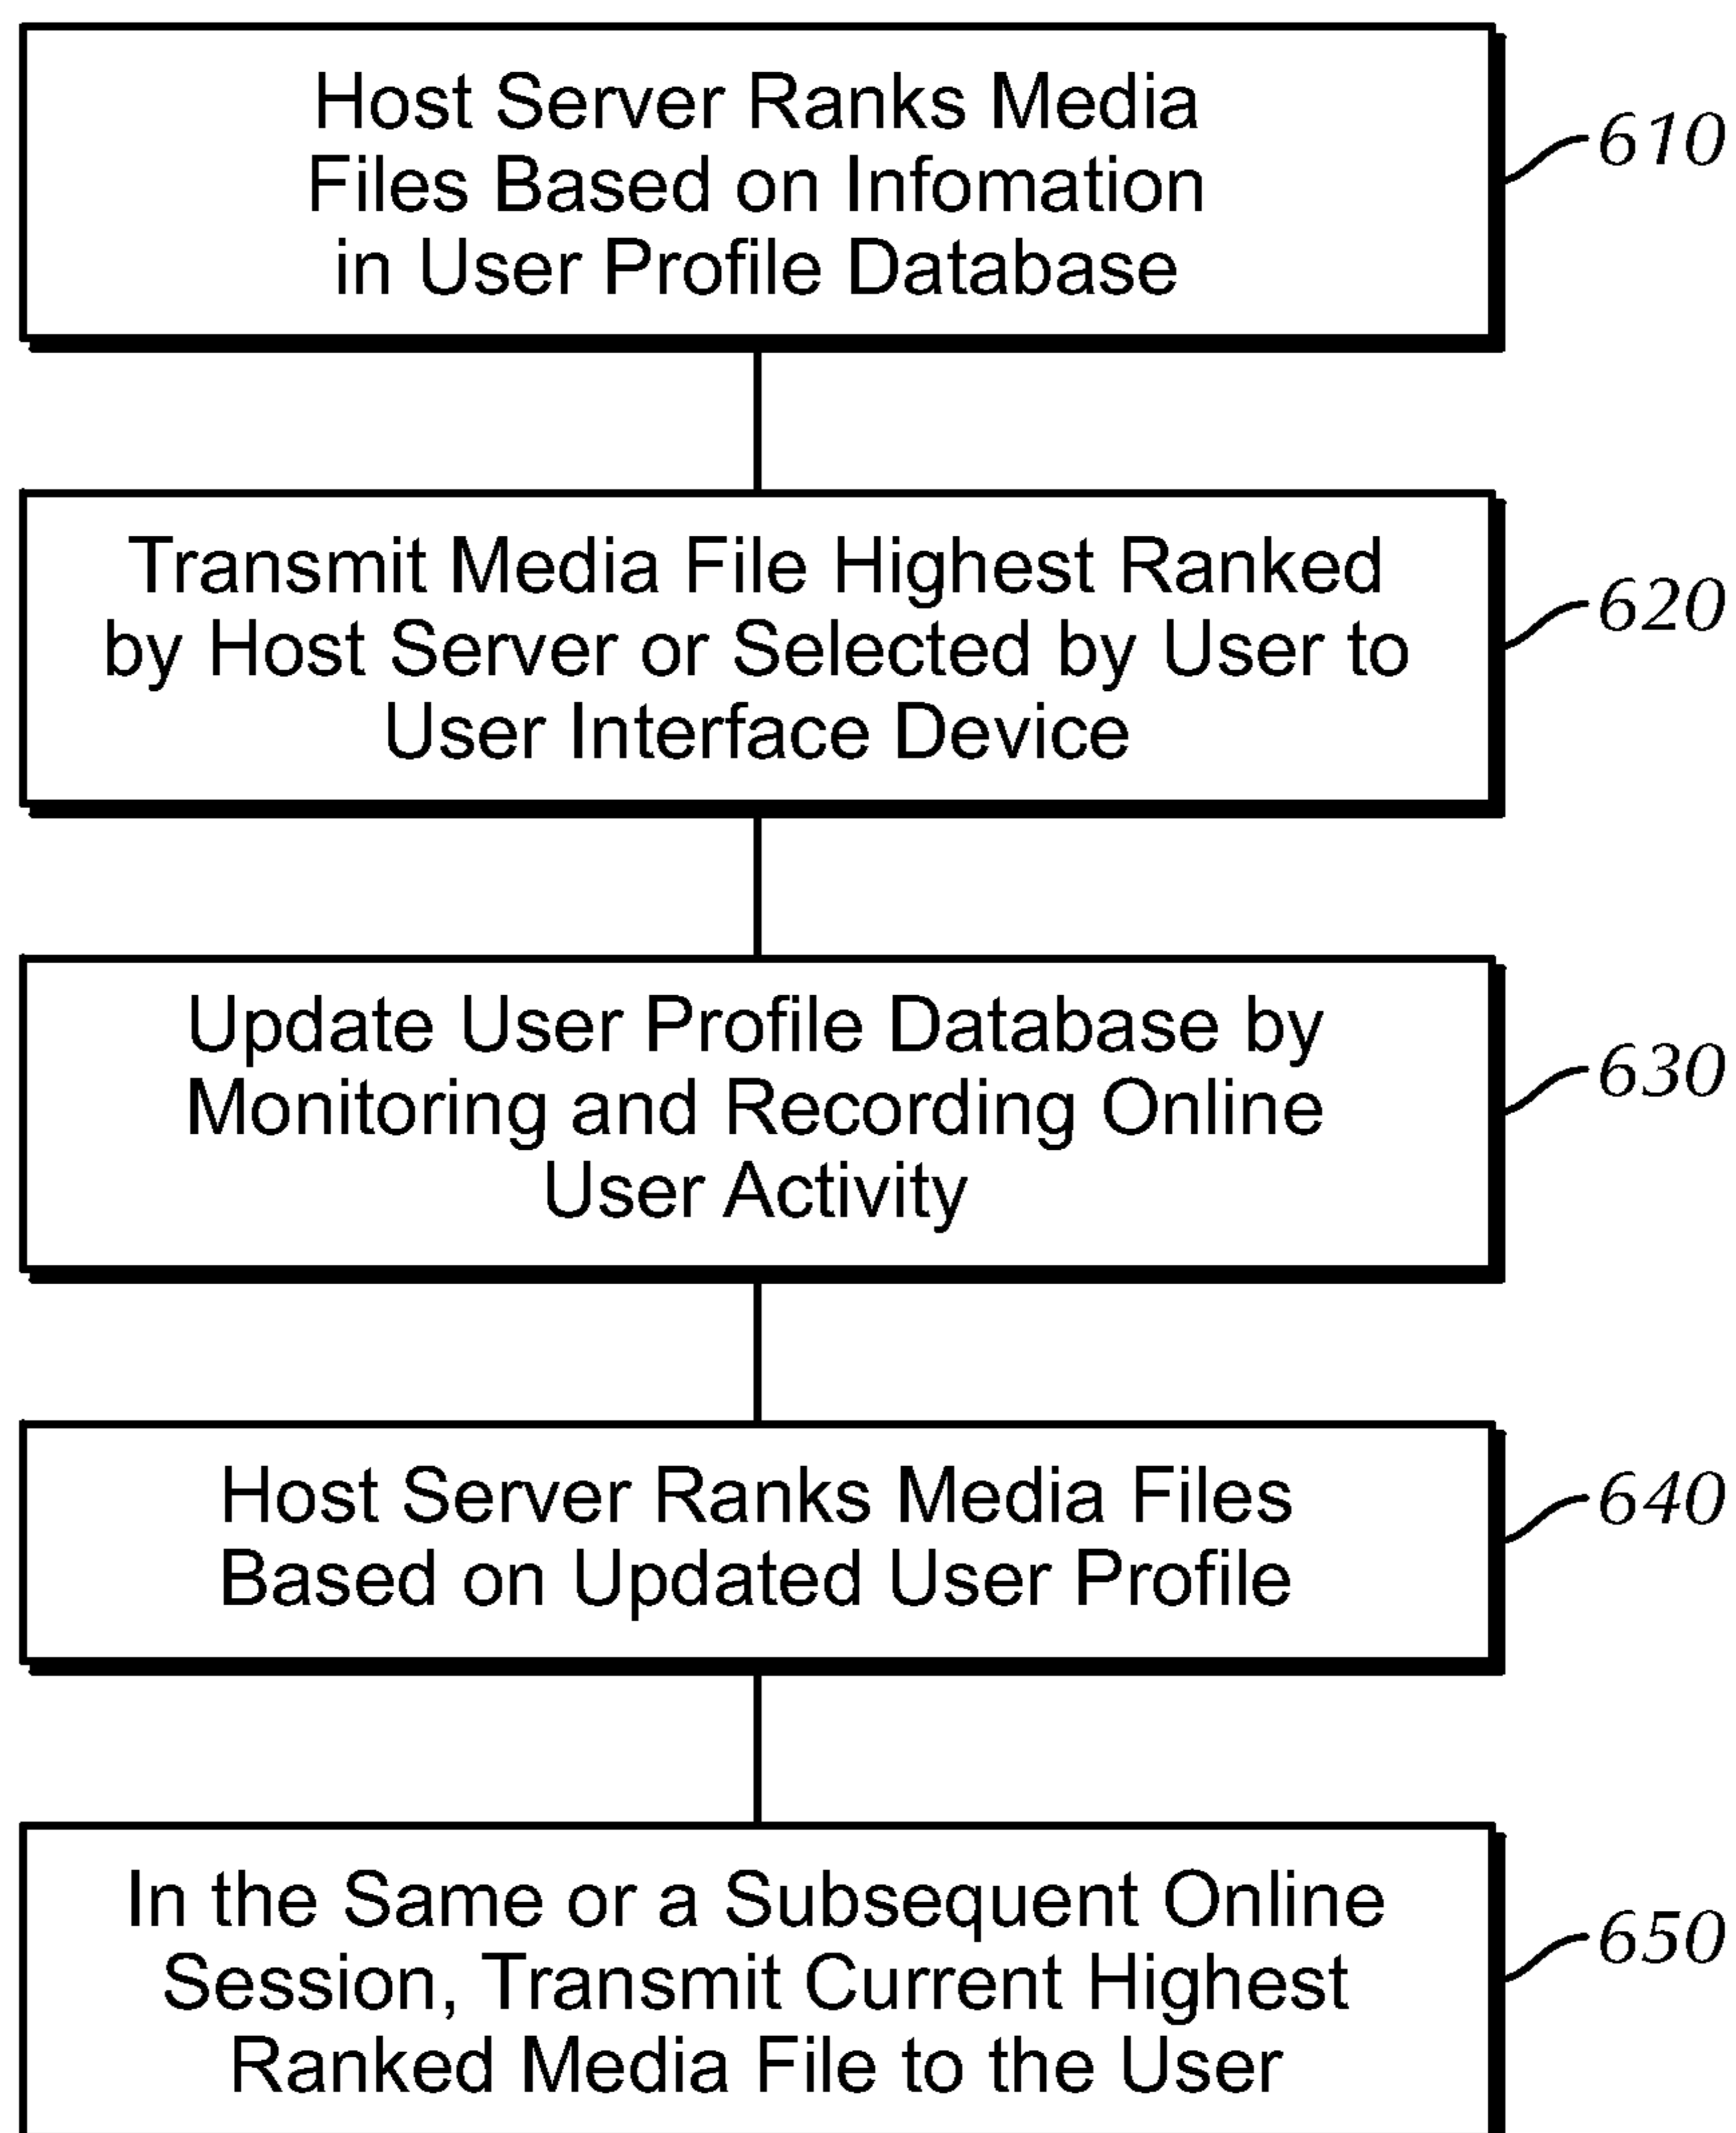 Host Server Ranks Media
Files Based on Infomation
in User Profile Database
610
Transmit Media File Highest Ranked
by Host Server or Selected by User to
User Interface Device
620
Update User Profile Database by
Monitoring and Recording Online
User Activity
630
Host Server Ranks Media Files
Based on Updated User Profile
640
In the Same or a Subsequent Online
Session, Transmit Current Highest
Ranked Media File to the User
650